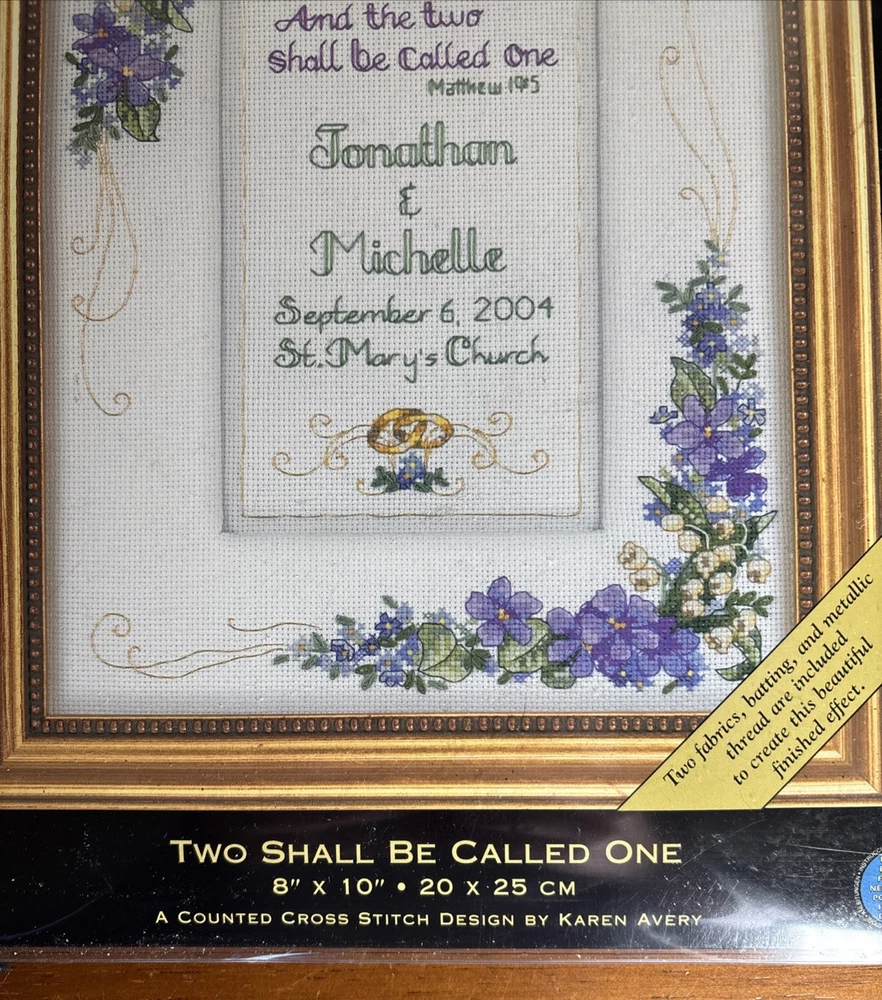 And the two
shall be Called One
Matthew 19:5
Jonathan
&
Michelle
September 6, 2004
St. Mary's Church
Two fabrics, batting, and metallic
thread are included
to create this beautiful
finished effect.
TWO SHALL BE CALLED ONE
8" X 10" • 20 X 25 CM
A COUNTED CROSS STITCH DESIGN BY KAREN AVERY